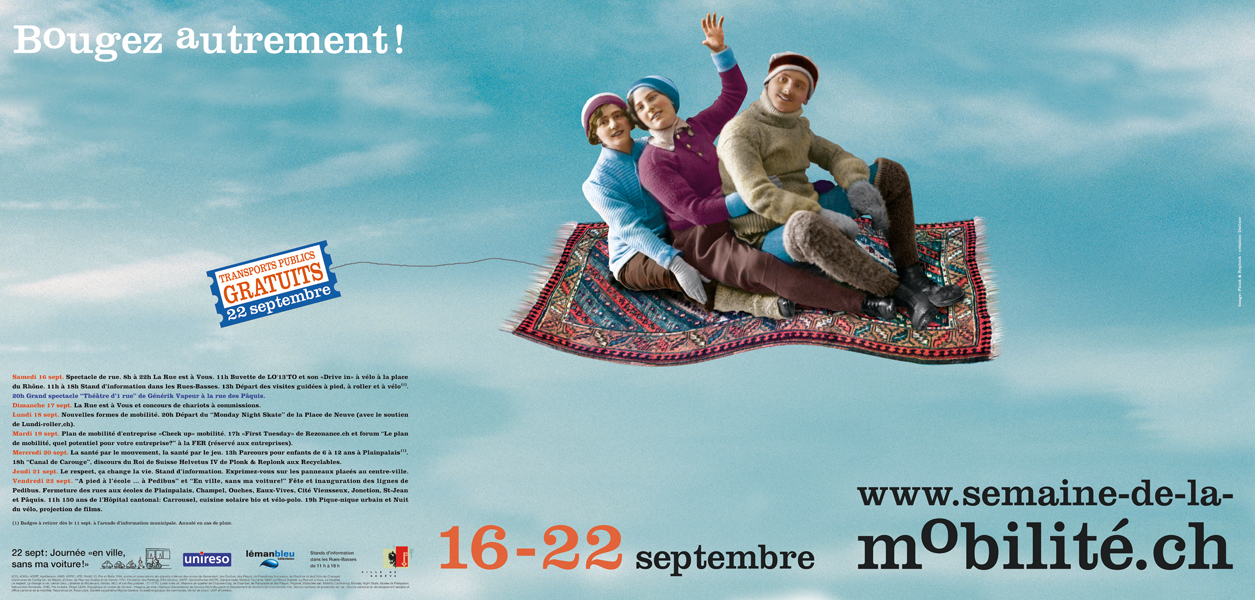 Bougez autrement !
TRANSPORTS PUBLICS
GRATUITS
22 septembre
Samedi 16 sept. Spectacle de rue. 8h à 22h La Rue est à Vous. 11h Buvette de LO'13'TO et son «Drive in» à vélo à la place
du Rhône. 11h à 18h Stand d'information dans les Rues-Basses. 13h Départ des visites guidées à pied, à roller et à vélo(1).
20h Grand spectacle "Théâtre d'1 rue" de Générik Vapeur à la rue des Pâquis.
Dimanche 17 sept. La Rue est à Vous et concours de chariots à commissions.
Lundi 18 sept. Nouvelles formes de mobilité. 20h Départ du "Monday Night Skate" de la Place de Neuve (avec le soutien
de Lundi-roller.ch).
Mardi 19 sept. Plan de mobilité d'entreprise «Check up» mobilité. 17h «First Tuesday» de Rezonance.ch et forum "Le plan
de mobilité, quel potentiel pour votre entreprise?" à la FER (réservé aux entreprises).
Mercredi 20 sept. La santé par le mouvement, la santé par le jeu. 13h Parcours pour enfants de 6 à 12 ans à Plainpalais(1).
18h "Canal de Carouge", discours du Roi de Suisse Helvetus IV de Plonk & Replonk aux Recyclables.
Jeudi 21 sept. Le respect, ça change la vie. Stand d'information. Exprimez-vous sur les panneaux placés au centre-ville.
Vendredi 22 sept. "A pied à l'école ... à Pedibus" et "En ville, sans ma voiture!" Fête et inauguration des lignes de
Pedibus. Fermeture des rues aux écoles de Plainpalais, Champel, Ouches, Eaux-Vives, Cité Vieusseux, Jonction, St-Jean
et Pâquis. 11h 150 ans de l'Hôpital cantonal: Carrousel, cuisine solaire bio et vélo-polo. 19h Pique-nique urbain et Nuit
du vélo, projection de films.
(1) Badges à retirer dès le 11 sept. à l'arcade d'information municipale. Annulé en cas de pluie.
22 sept: Journée «en ville,
sans ma voiture!»
unireso
lémanbleu
Stands d'information
dans les Rues-Basses
de 11h à 18h
VILLE DE
GENÈVE
16-22 septembre
www.semaine-de-la-
mobilité.ch